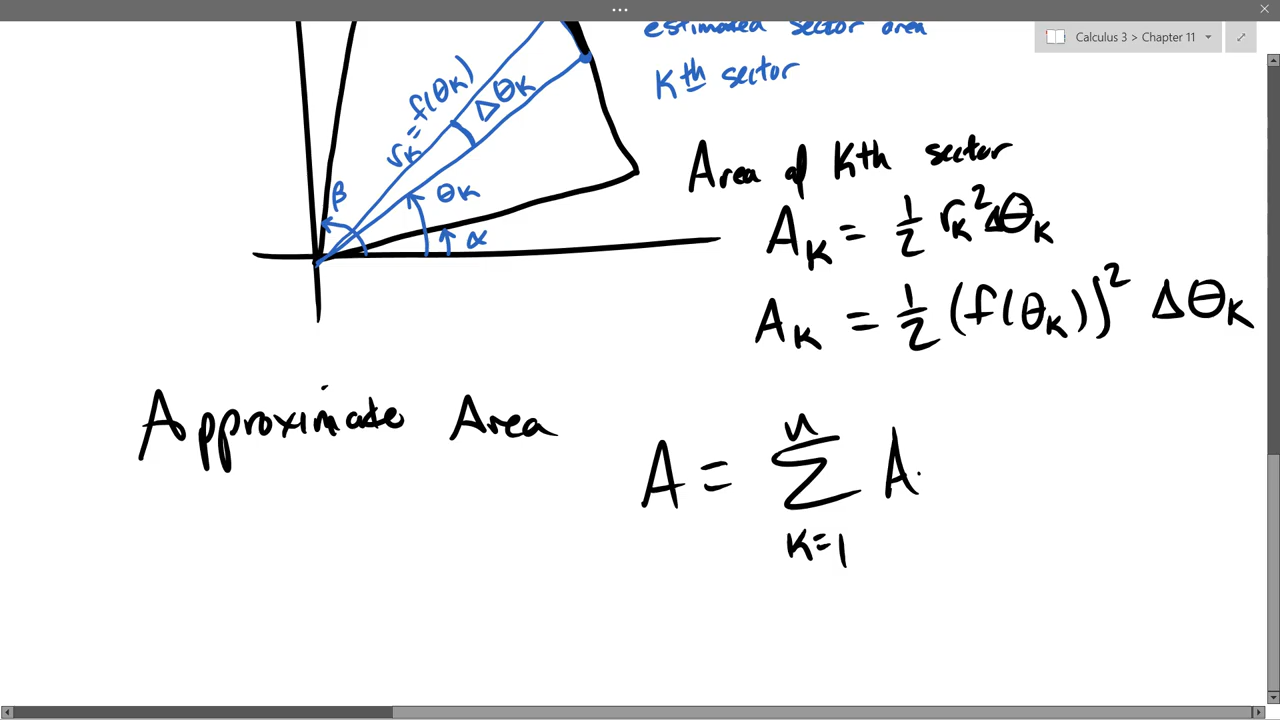 ...
estimated sector area
Calculus 3 > Chapter 11
Kth sector
r_K = f(θ_K)
Δθ_K
β
θ_K
α
Area of Kth sector
A_K = 1/2 r_K^2 Δθ_K
A_K = 1/2 (f(θ_K))^2 Δθ_K
Approximate Area
A = Σ_{K=1}^{n} A